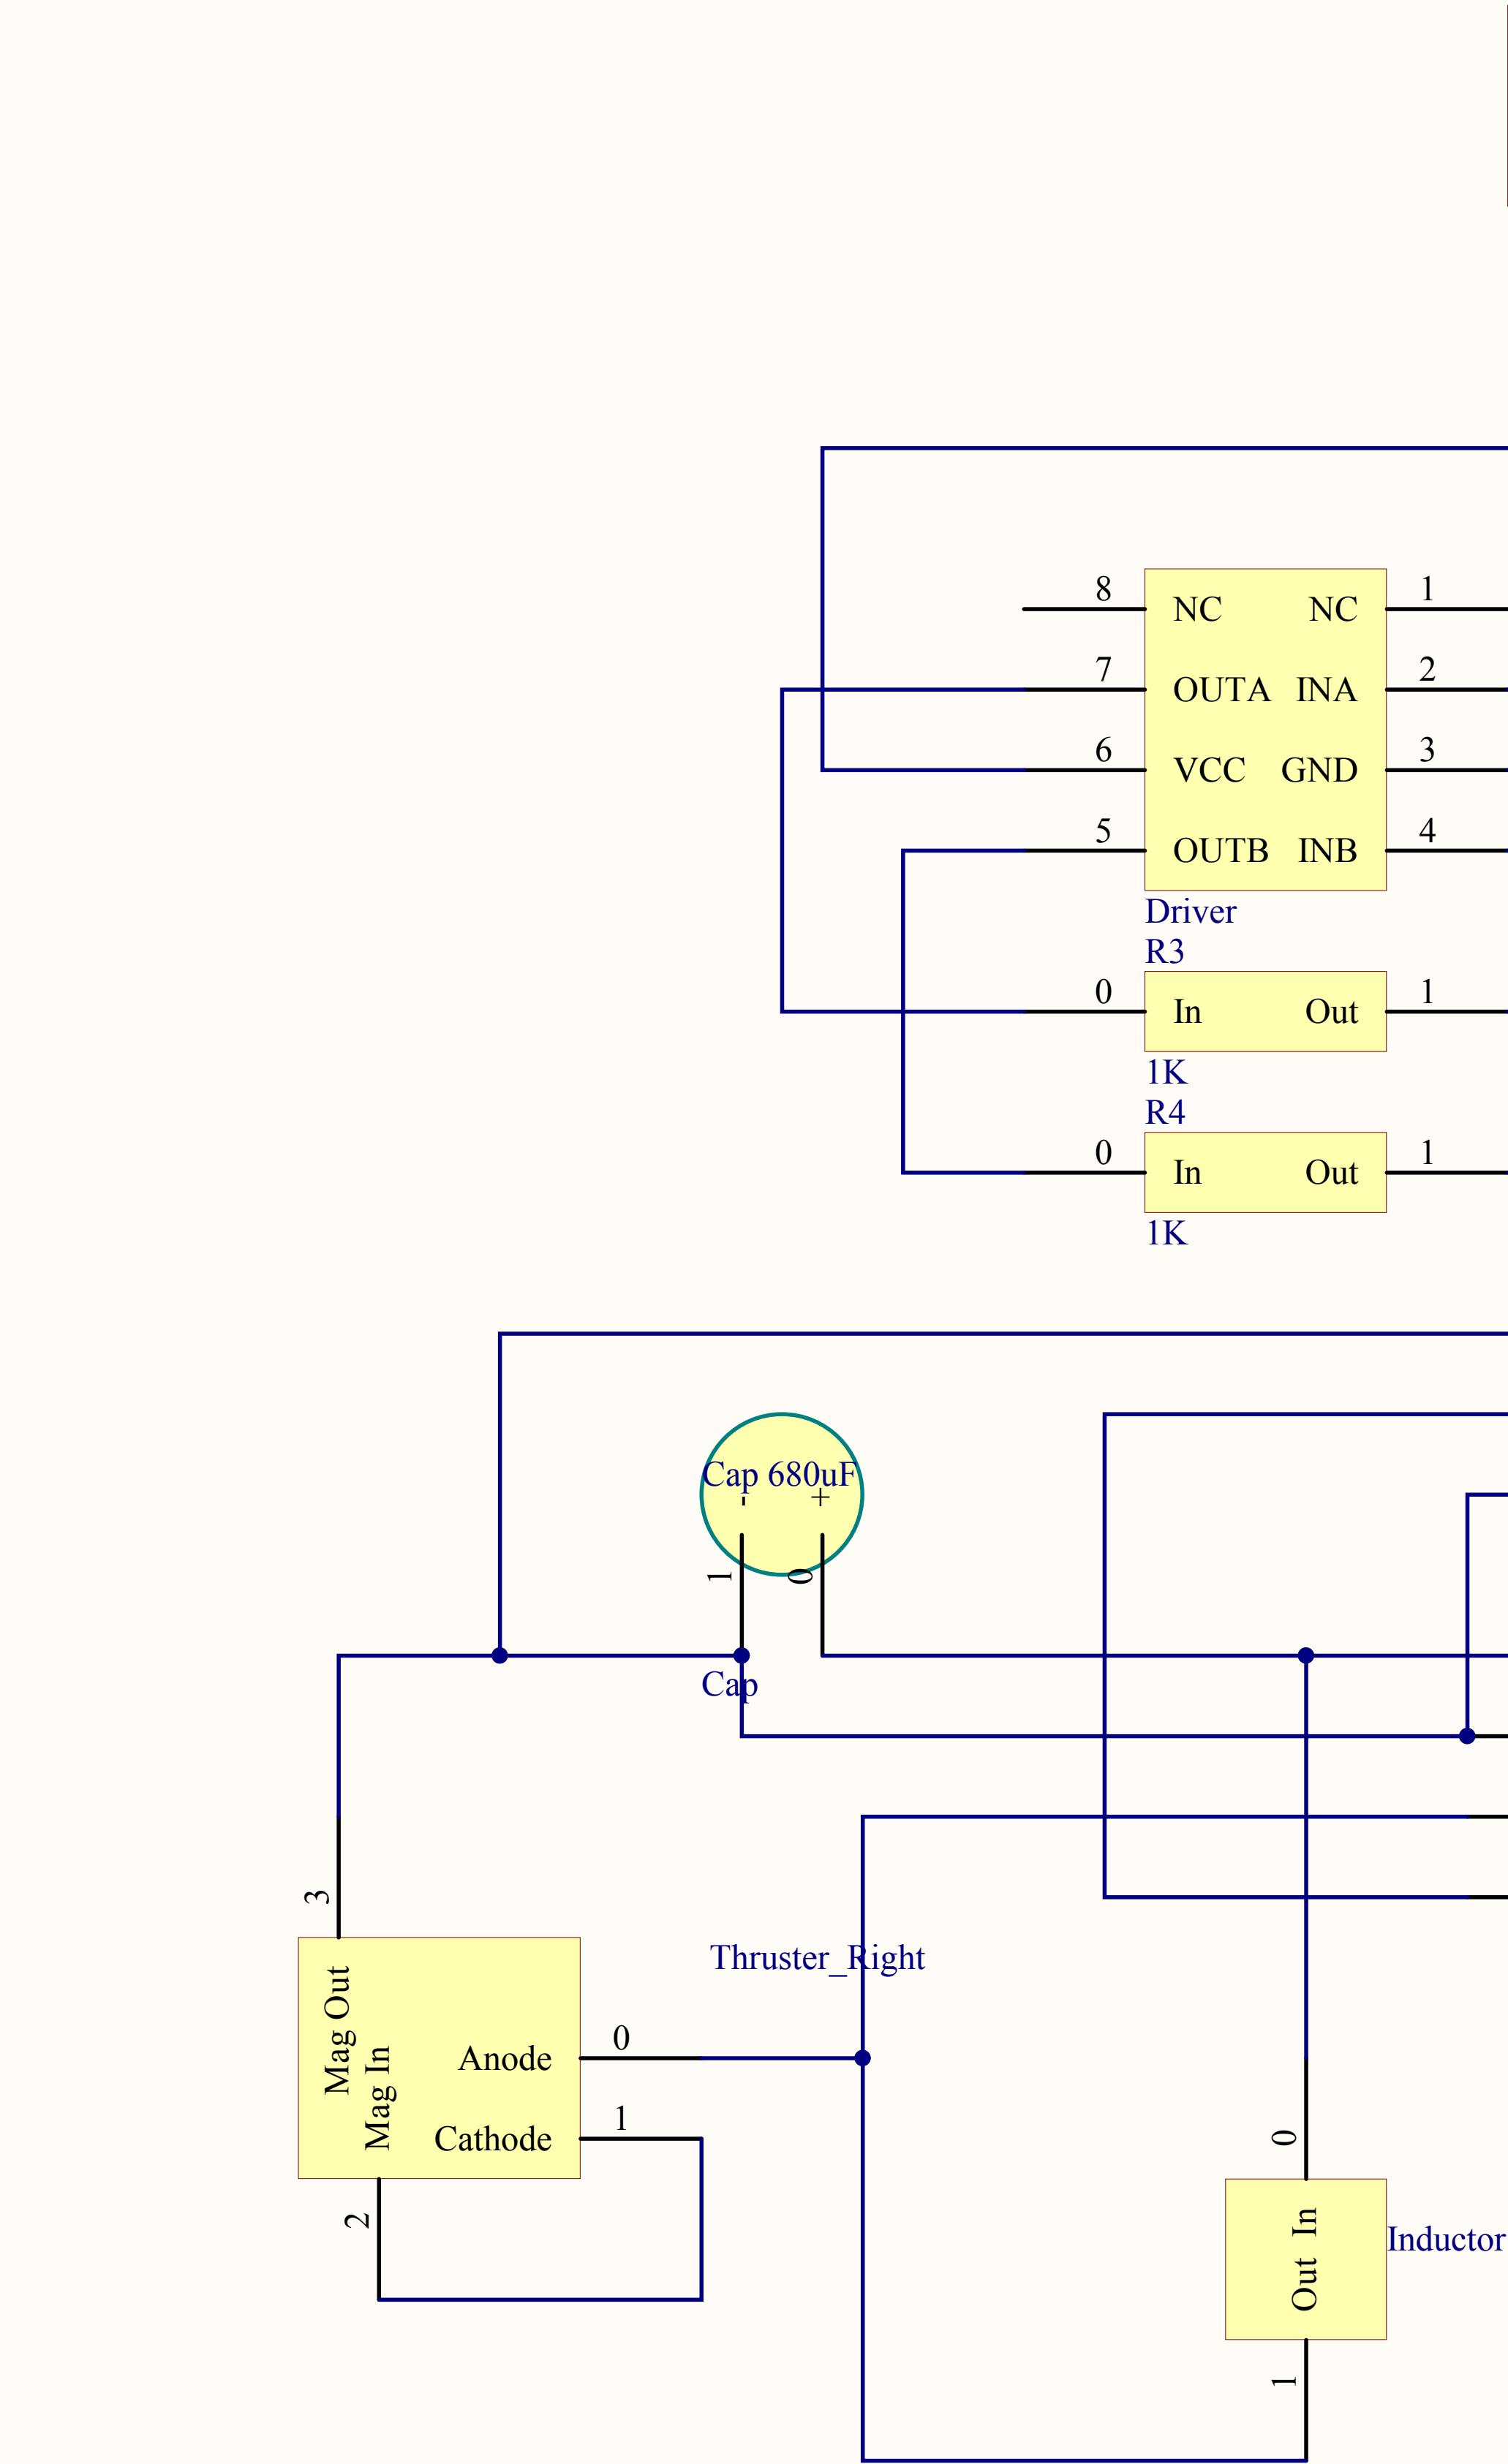 8 NC NC 1
7 OUTA INA 2
6 VCC GND 3
5 OUTB INB 4
Driver
R3
0 In Out 1
1K
R4
0 In Out 1
1K
Cap 680uF
- +
1 0
Cap
3
Thruster_Right
Mag Out
Mag In
Anode 0
Cathode 1
2
0
In
Out
Inductor
1